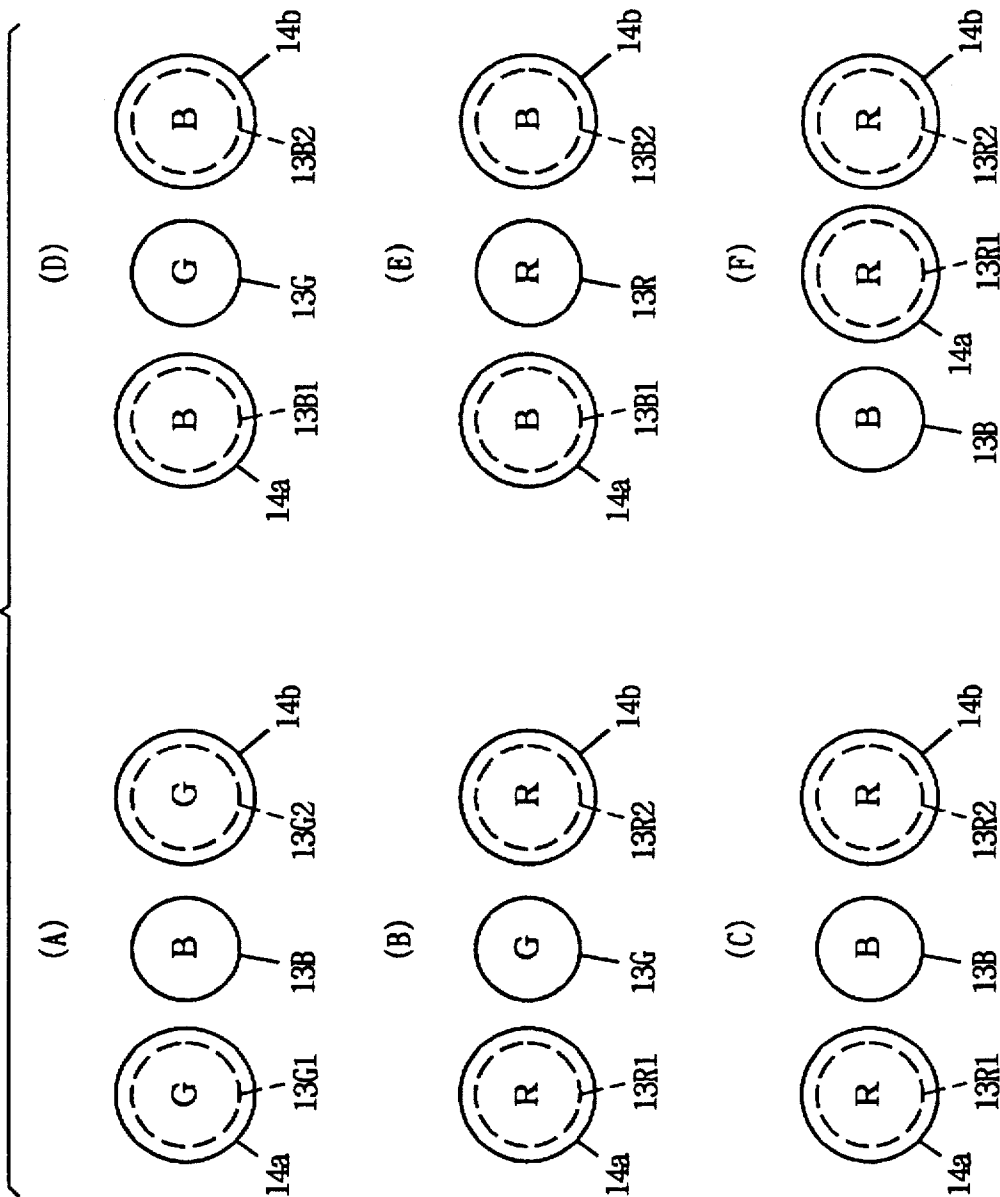 (A)
G B G
14a 13G1 13B 13G2 14b
(B)
R G R
14a 13R1 13G 13R2 14b
(C)
R B R
14a 13R1 13B 13R2 14b
(D)
B G B
14a 13B1 13G 13B2 14b
(E)
B R B
14a 13B1 13R 13B2 14b
(F)
B R R
13B 14a 13R1 13R2 14b